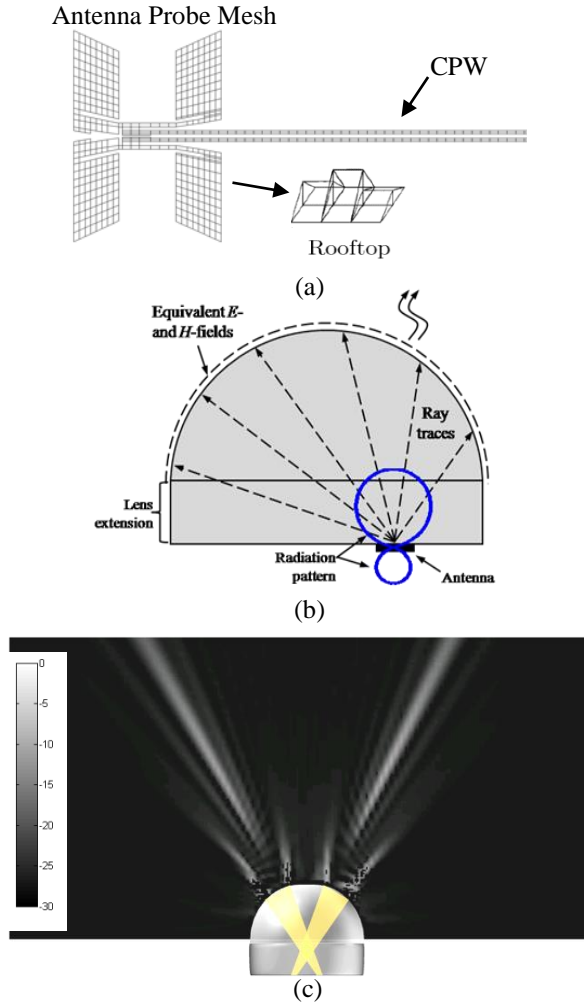 Antenna Probe Mesh
CPW
Rooftop
(a)
Equivalent E-
and H-fields
Ray
traces
Lens
extension
Radiation
pattern
Antenna
(b)
0
-5
-10
-15
-20
-25
-30
(c)